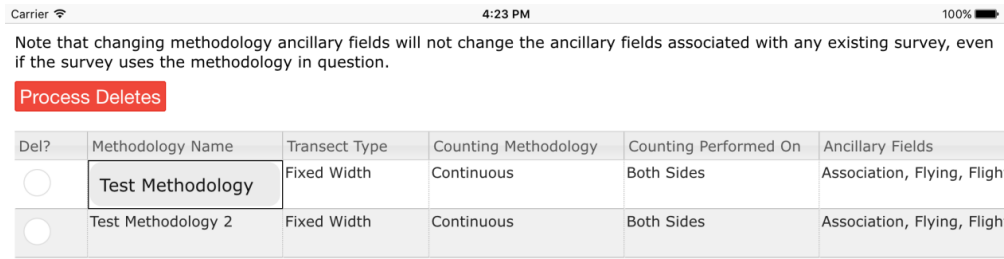 Carrier 4:23 PM 100%
Note that changing methodology ancillary fields will not change the ancillary fields associated with any existing survey, even
if the survey uses the methodology in question.
Process Deletes
Del? Methodology Name Transect Type Counting Methodology Counting Performed On Ancillary Fields
Test Methodology Fixed Width Continuous Both Sides Association, Flying, Fligh
Test Methodology 2 Fixed Width Continuous Both Sides Association, Flying, Fligh